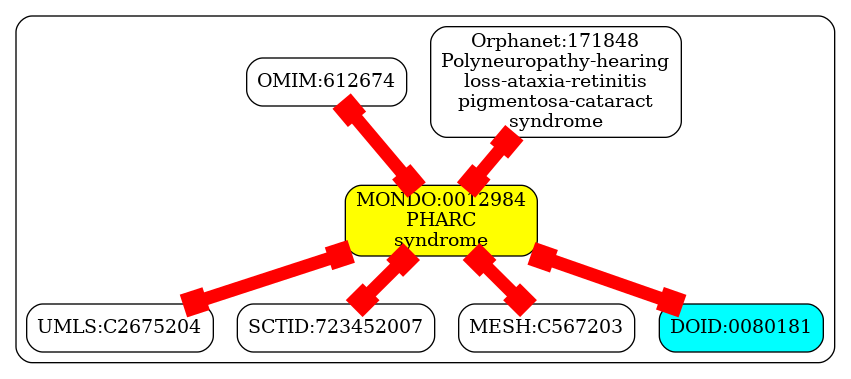 OMIM:612674
Orphanet:171848
Polyneuropathy-hearing
loss-ataxia-retinitis
pigmentosa-cataract
syndrome
MONDO:0012984
PHARC
syndrome
UMLS:C2675204
SCTID:723452007
MESH:C567203
DOID:0080181